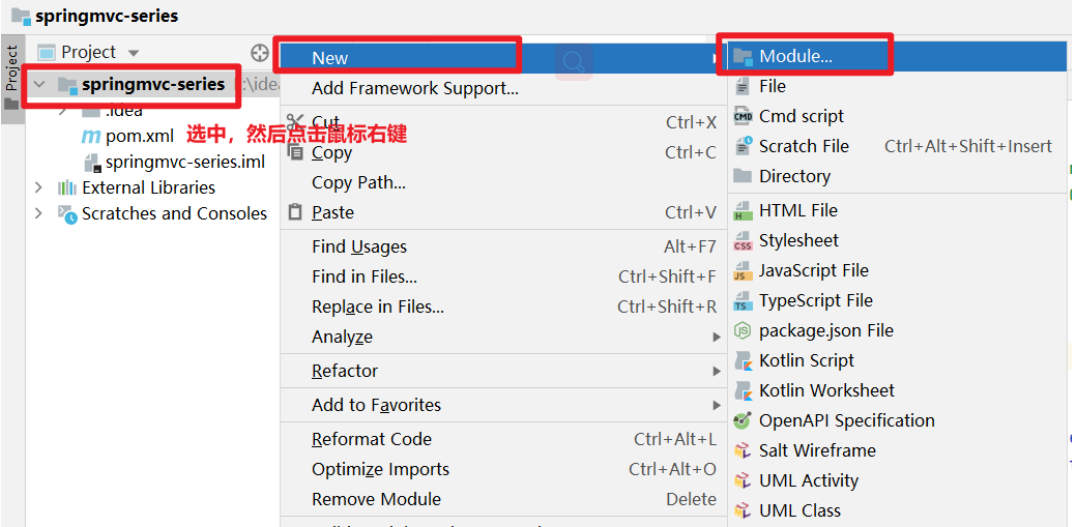 springmvc-series
Project
Project
springmvc-series
.idea
pom.xml
选中，然后点击鼠标右键
springmvc-series.iml
External Libraries
Scratches and Consoles
New
Add Framework Support...
Cut Ctrl+X
Copy Ctrl+C
Copy Path...
Paste Ctrl+V
Find Usages Alt+F7
Find in Files... Ctrl+Shift+F
Replace in Files... Ctrl+Shift+R
Analyze
Refactor
Add to Favorites
Reformat Code Ctrl+Alt+L
Optimize Imports Ctrl+Alt+O
Remove Module Delete
Module...
File
CMD Cmd script
Scratch File Ctrl+Alt+Shift+Insert
Directory
H HTML File
CSS Stylesheet
JS JavaScript File
TS TypeScript File
JS package.json File
Kotlin Script
Kotlin Worksheet
OpenAPI Specification
Salt Wireframe
UML Activity
UML Class